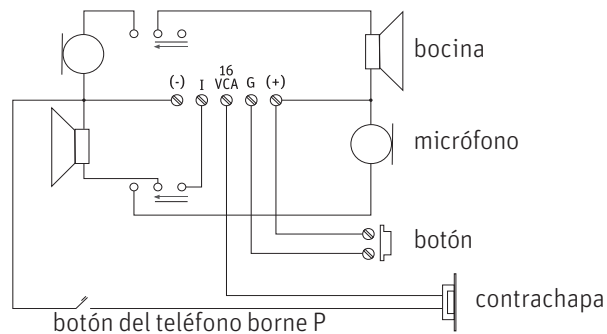 bocina
(-) I 16 VCA G (+)
micrófono
botón
contrachapa
botón del teléfono borne P